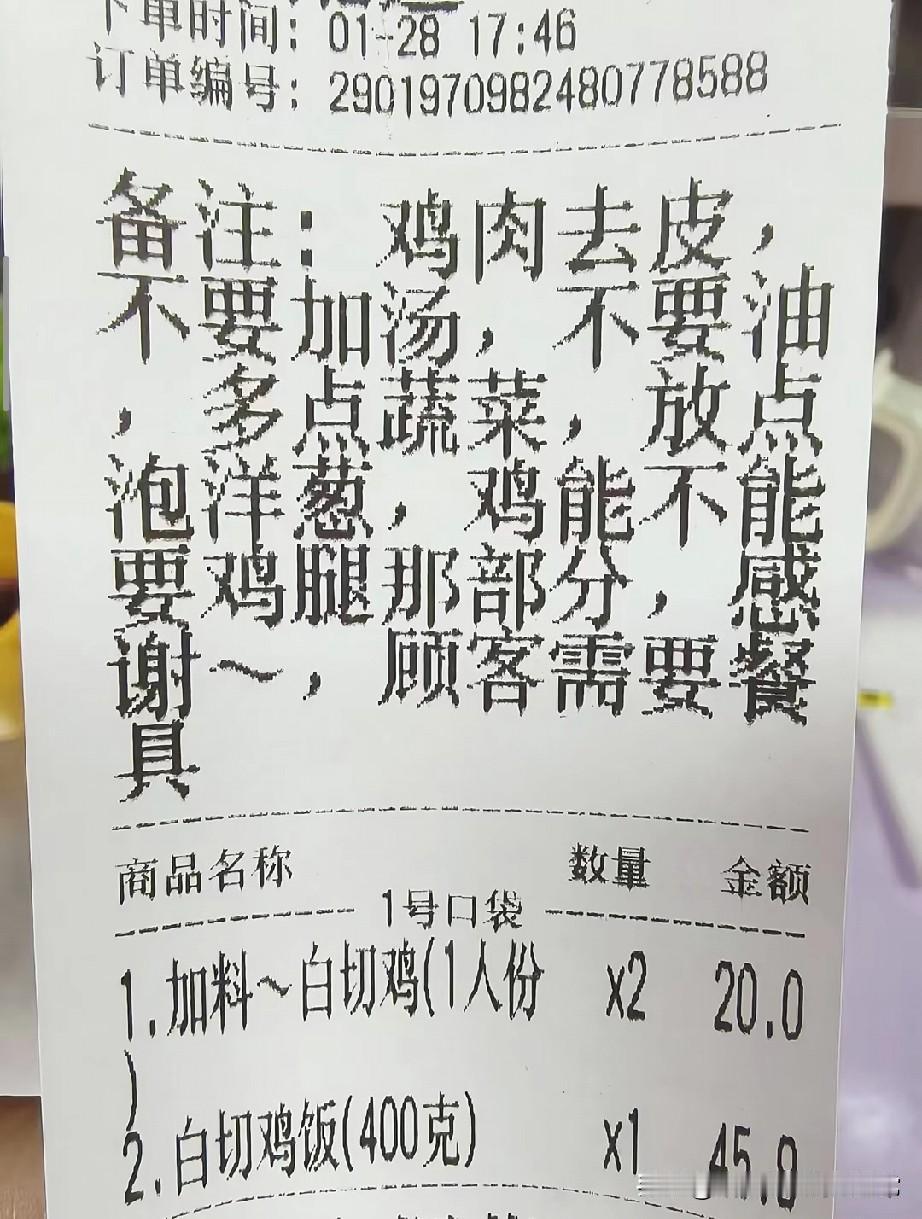 下单时间：01-28 17:46
订单编号：2901970982480778588
备注：鸡肉去皮，
不要加汤，不要油
，多点蔬菜，放点
泡洋葱，鸡能不能
要鸡腿那部分，感
谢～，顾客需要餐
具
商品名称 数量 金额
1号口袋
1.加料～白切鸡(1人份 x2 20.0
)
2.白切鸡饭(400克) x1 45.0